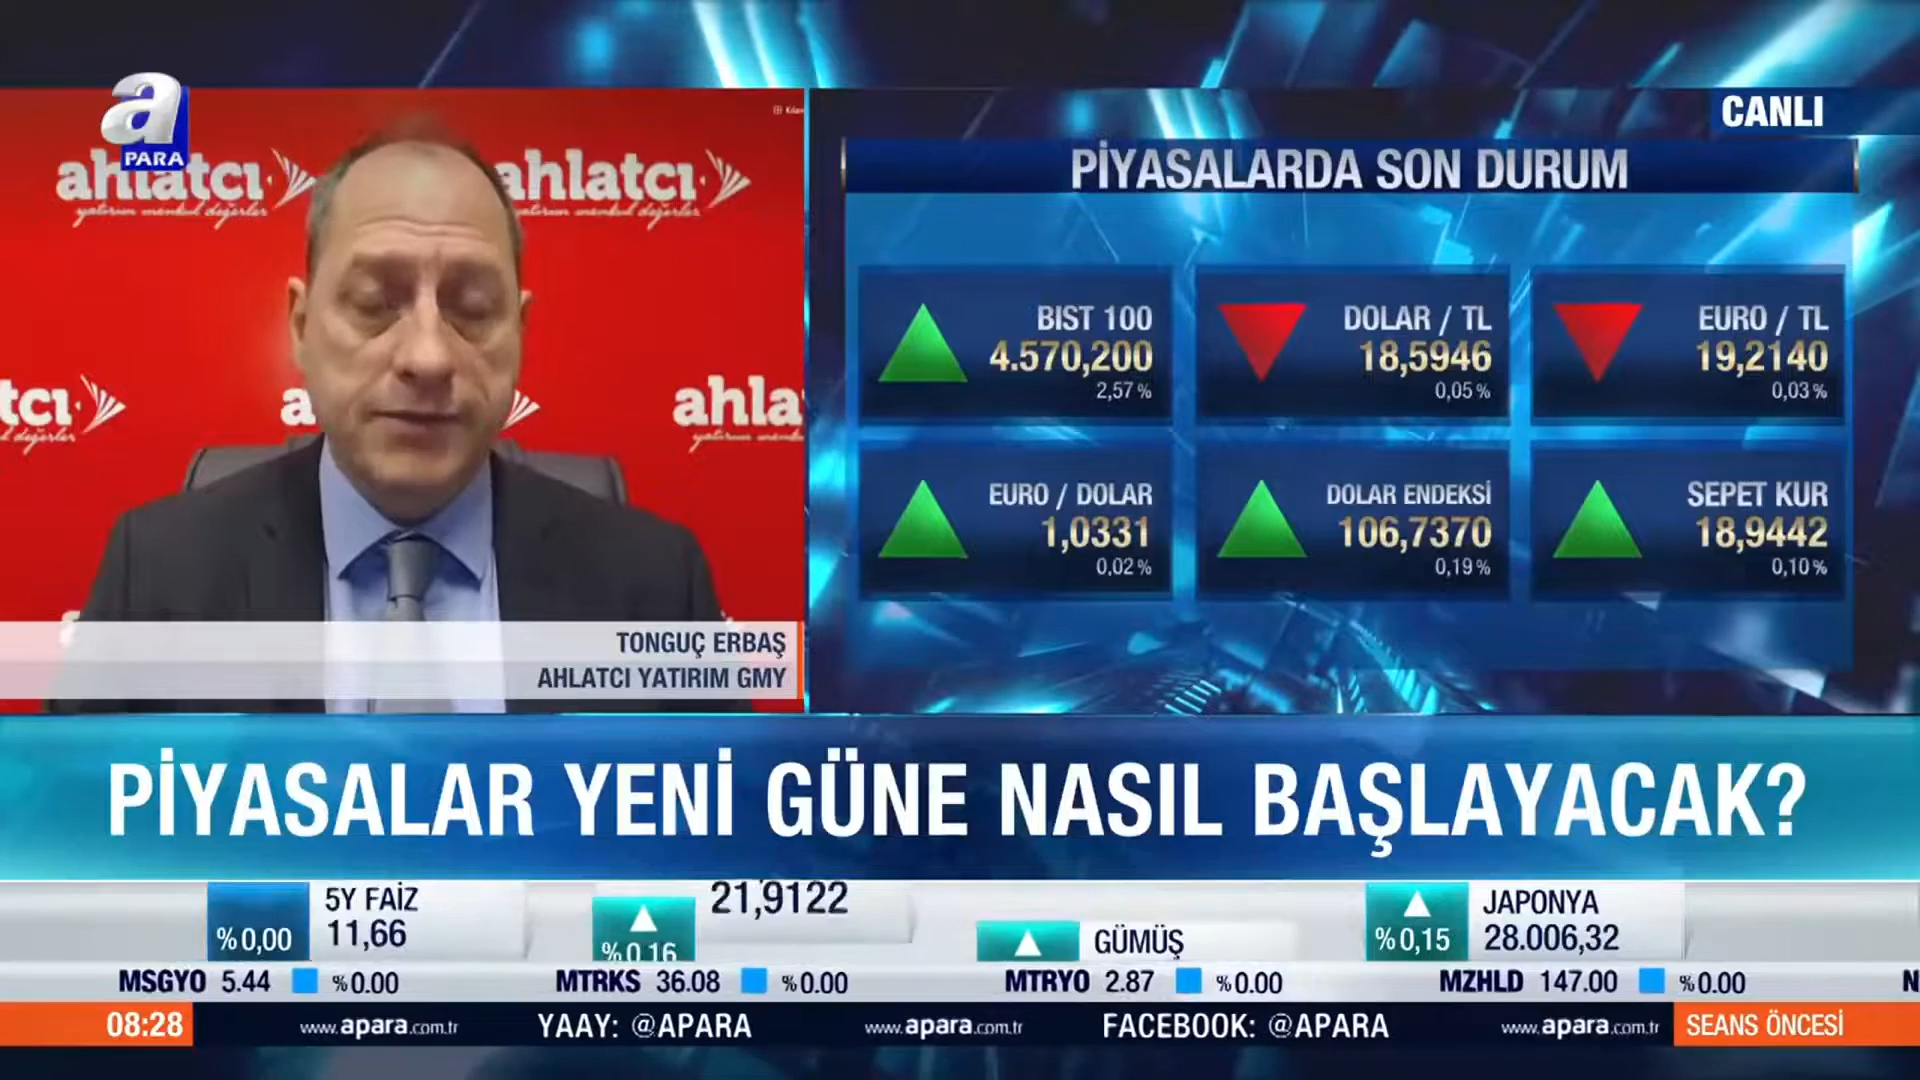 a
PARA
CANLI
ahlatcı
yatırım menkul değerler
ahlatcı
yatırım menkul değerler
tcı
l değerler
a
ahla
yatırım menk
TONGUÇ ERBAŞ
AHLATCI YATIRIM GMY
PİYASALARDA SON DURUM
BIST 100
4.570,200
2,57 %
DOLAR / TL
18,5946
0,05 %
EURO / TL
19,2140
0,03 %
EURO / DOLAR
1,0331
0,02 %
DOLAR ENDEKSİ
106,7370
0,19 %
SEPET KUR
18,9442
0,10 %
PİYASALAR YENİ GÜNE NASIL BAŞLAYACAK?
%0,00
5Y FAİZ
11,66
%0,16
21,9122
GÜMÜŞ
%0,15
JAPONYA
28.006,32
MSGYO 5.44 %0.00 MTRKS 36.08 %0.00 MTRYO 2.87 %0.00 MZHLD 147.00 %0.00 N
08:28 www.apara.com.tr YAAY: @APARA www.apara.com.tr FACEBOOK: @APARA www.apara.com.tr SEANS ÖNCESİ